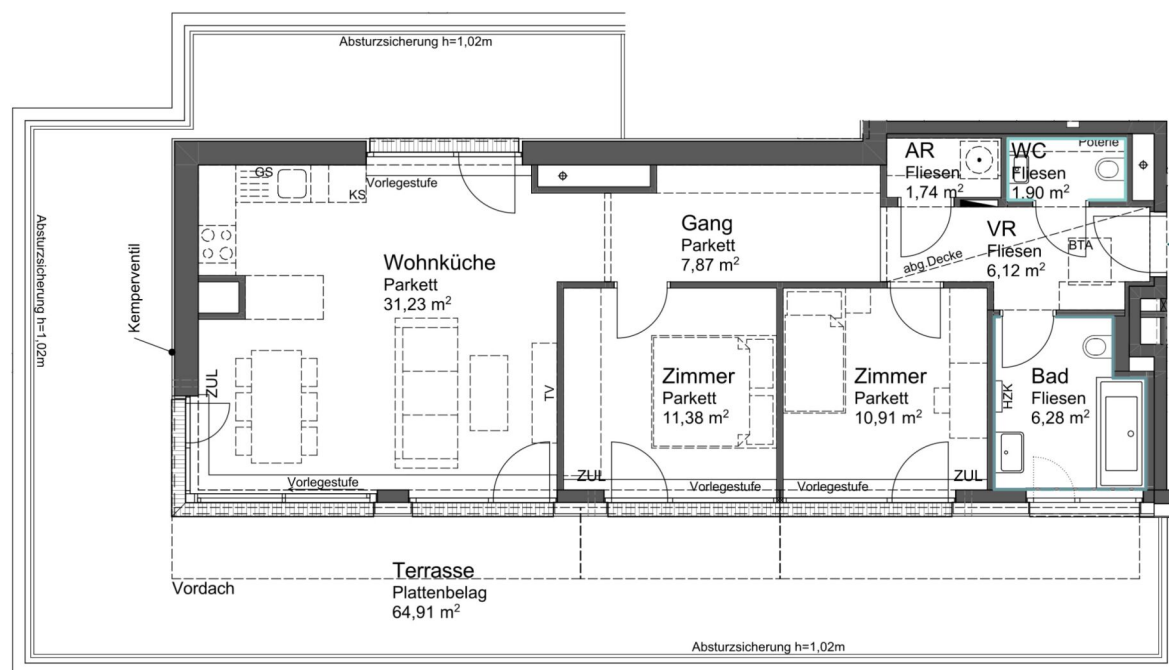 Absturzsicherung h=1,02m
Absturzsicherung h=1,02m
Kemperventil
GS
KS
Vorlegestufe
Wohnküche
Parkett
31,23 m²
ZUL
TV
Vorlegestufe
Gang
Parkett
7,87 m²
AR
Fliesen
1,74 m²
WC
Fliesen
1,90 m²
Poterie
VR
Fliesen
6,12 m²
BTA
abg.Decke
Zimmer
Parkett
11,38 m²
ZUL
Vorlegestufe
Zimmer
Parkett
10,91 m²
Vorlegestufe
ZUL
Bad
Fliesen
6,28 m²
HZK
Vordach
Terrasse
Plattenbelag
64,91 m²
Absturzsicherung h=1,02m